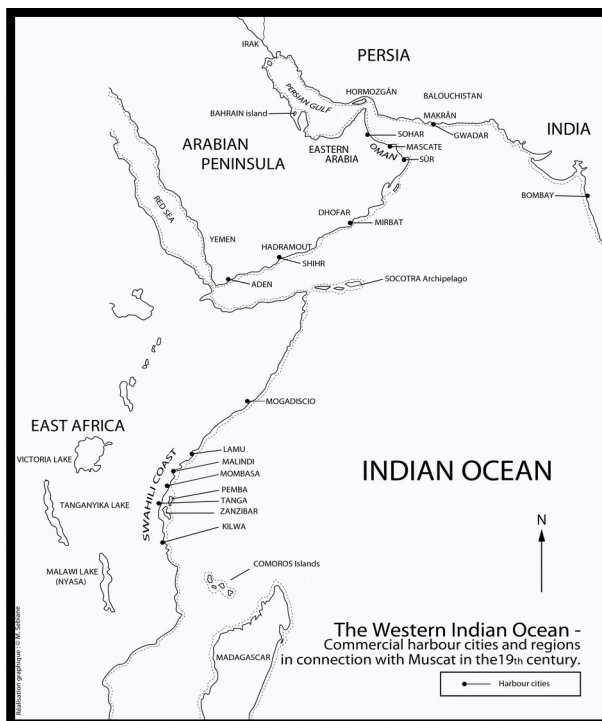 IRAK
PERSIA
PERSIAN GULF
HORMOZGÂN
BALOUCHISTAN
BAHRAIN island
MAKRÂN
INDIA
SOHAR
GWADAR
ARABIAN
PENINSULA
EASTERN
ARABIA
OMAN
MASCATE
SÛR
RED SEA
BOMBAY
DHOFAR
MIRBAT
YEMEN
HADRAMOUT
SHIHR
ADEN
SOCOTRA Archipelago
MOGADISCIO
EAST AFRICA
VICTORIA LAKE
SWAHILI COAST
LAMU
MALINDI
MOMBASA
PEMBA
TANGA
ZANZIBAR
KILWA
INDIAN OCEAN
TANGANYIKA LAKE
N
MALAWI LAKE
(NYASA)
COMOROS Islands
MADAGASCAR
The Western Indian Ocean -
Commercial harbour cities and regions
in connection with Muscat in the19th century.
Harbour cities
Réalisation graphique : © M. Sebiane